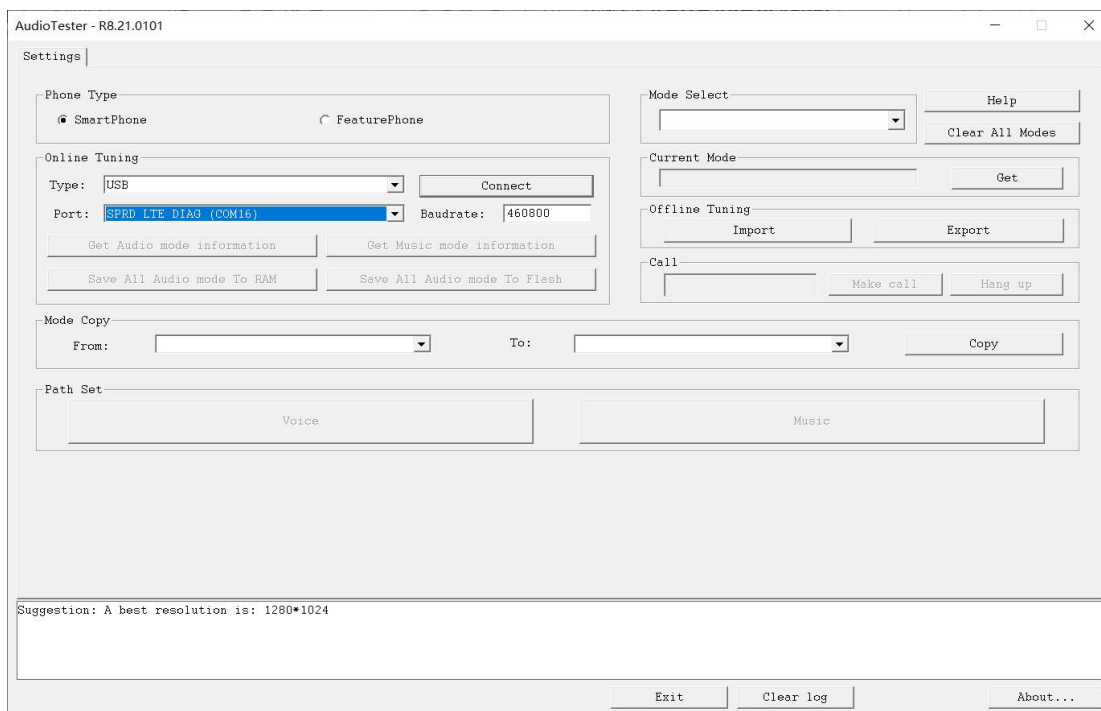 AudioTester - R8.21.0101
Settings
Phone Type
SmartPhone
FeaturePhone
Online Tuning
Type: USB
Connect
Port: SPRD LTE DIAG (COM16)
Baudrate: 460800
Get Audio mode information
Get Music mode information
Save All Audio mode To RAM
Save All Audio mode To Flash
Mode Select
Help
Clear All Modes
Current Mode
Get
Offline Tuning
Import
Export
Call
Make call
Hang up
Mode Copy
From:
To:
Copy
Path Set
Voice
Music
Suggestion: A best resolution is: 1280*1024
Exit
Clear log
About...